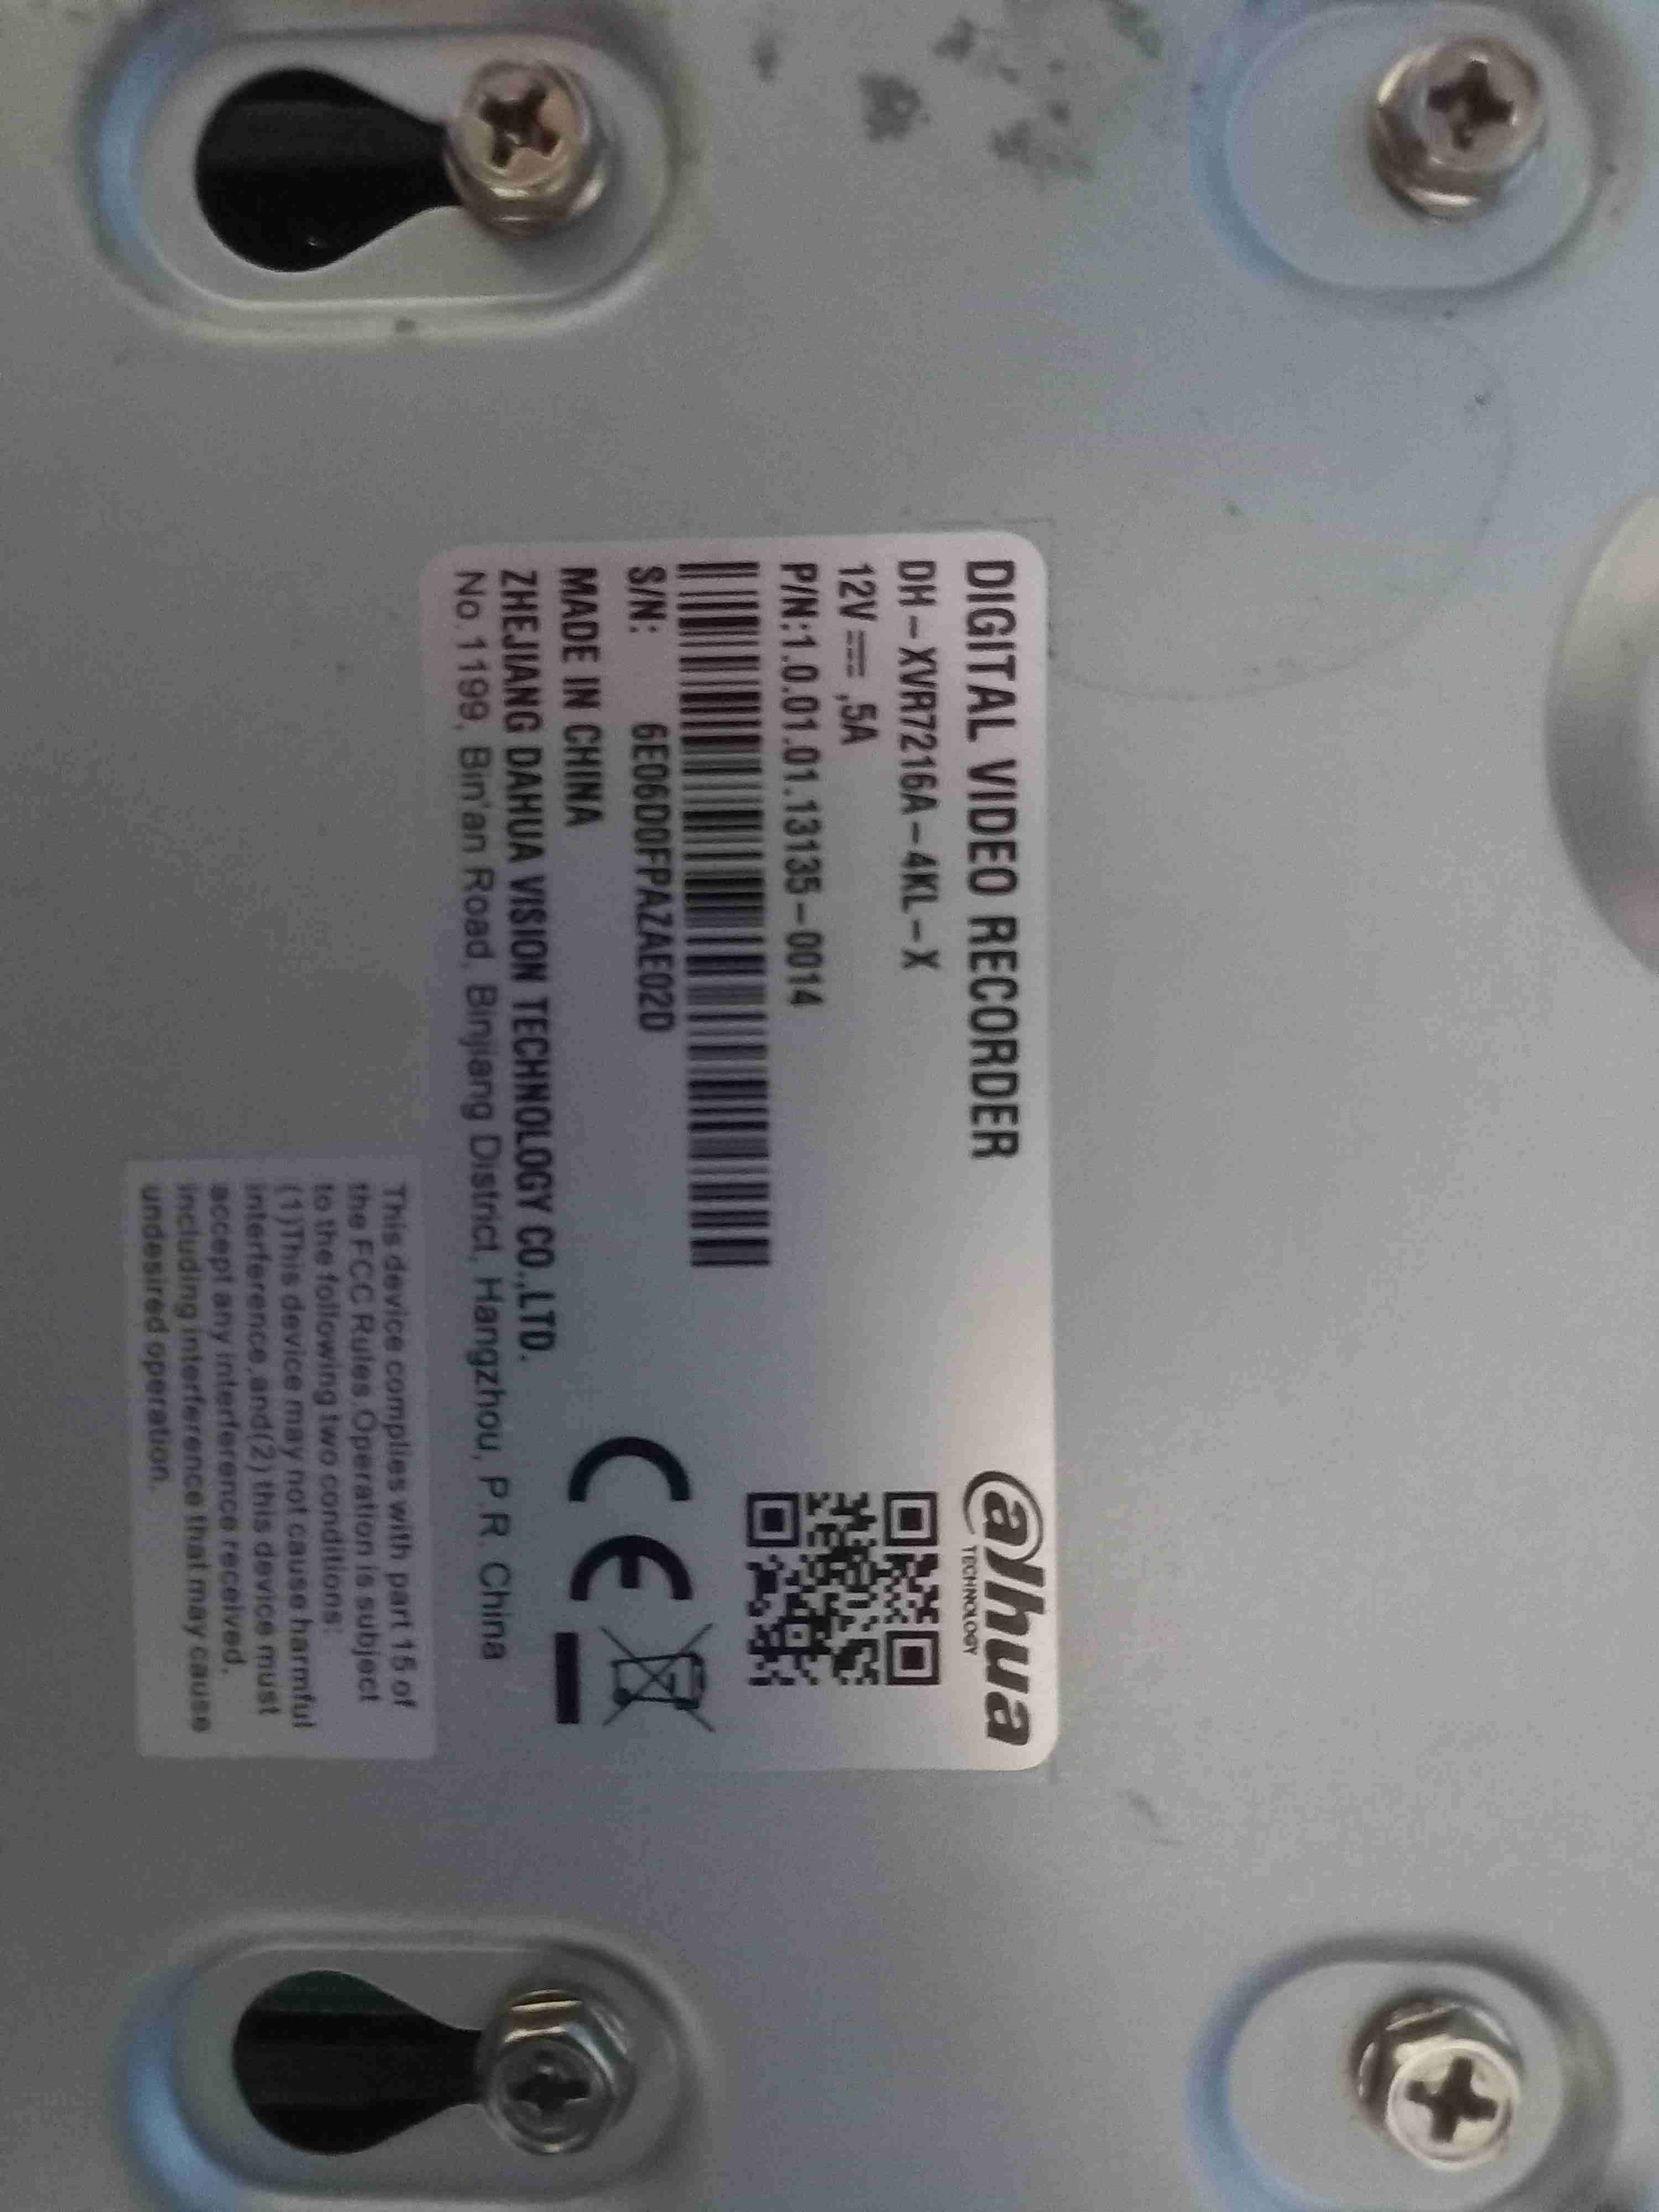 DIGITAL VIDEO RECORDER
alhua
TECHNOLOGY
DH-XVR7216A-4KL-X
12V⎓,5A
P/N:1.0.01.01.13135-0014
S/N: 6E06D0FPAZAE02D
MADE IN CHINA
ZHEJIANG DAHUA VISION TECHNOLOGY CO.,LTD.
No.1199, Bin'an Road, Binjiang District, Hangzhou, P.R. China
CE
This device complies with part 15 of
the FCC Rules.Operation is subject
to the following two conditions:
(1)This device may not cause harmful
interference,and(2)this device must
accept any interference received,
including interference that may cause
undesired operation.